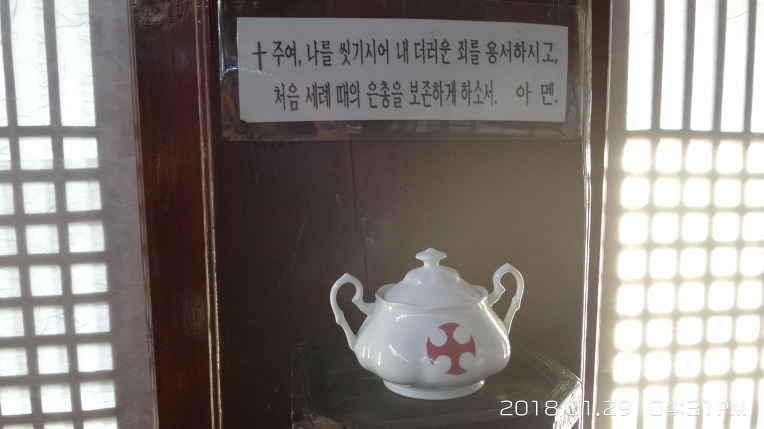 ✝주여, 나를 씻기시어 내 더러운 죄를 용서하시고,
처음 세례 때의 은총을 보존하게 하소서. 아 멘.
2018.01.29 04:31PM